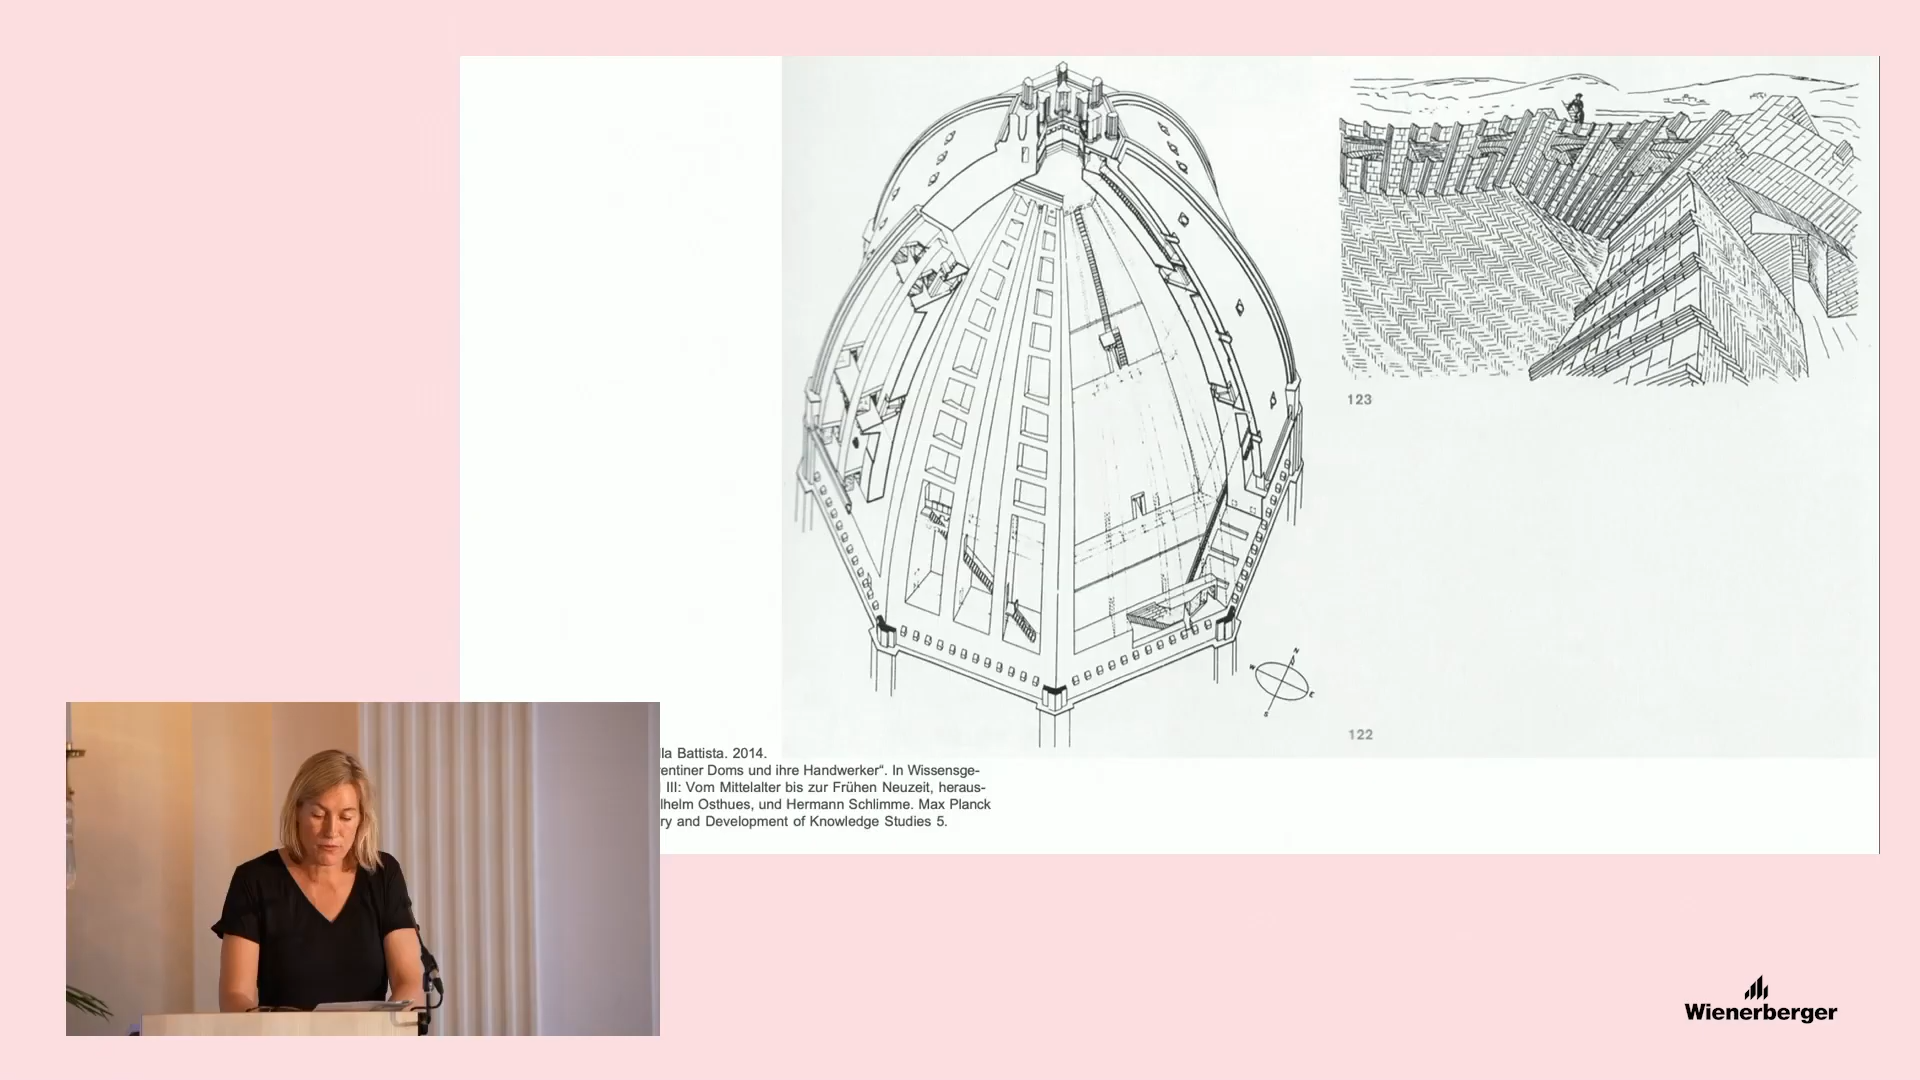 123
122
N
W
E
S
la Battista. 2014.
entiner Doms und ihre Handwerker“. In Wissensge-
III: Vom Mittelalter bis zur Frühen Neuzeit, heraus-
lhelm Osthues, und Hermann Schlimme. Max Planck
ry and Development of Knowledge Studies 5.
Wienerberger